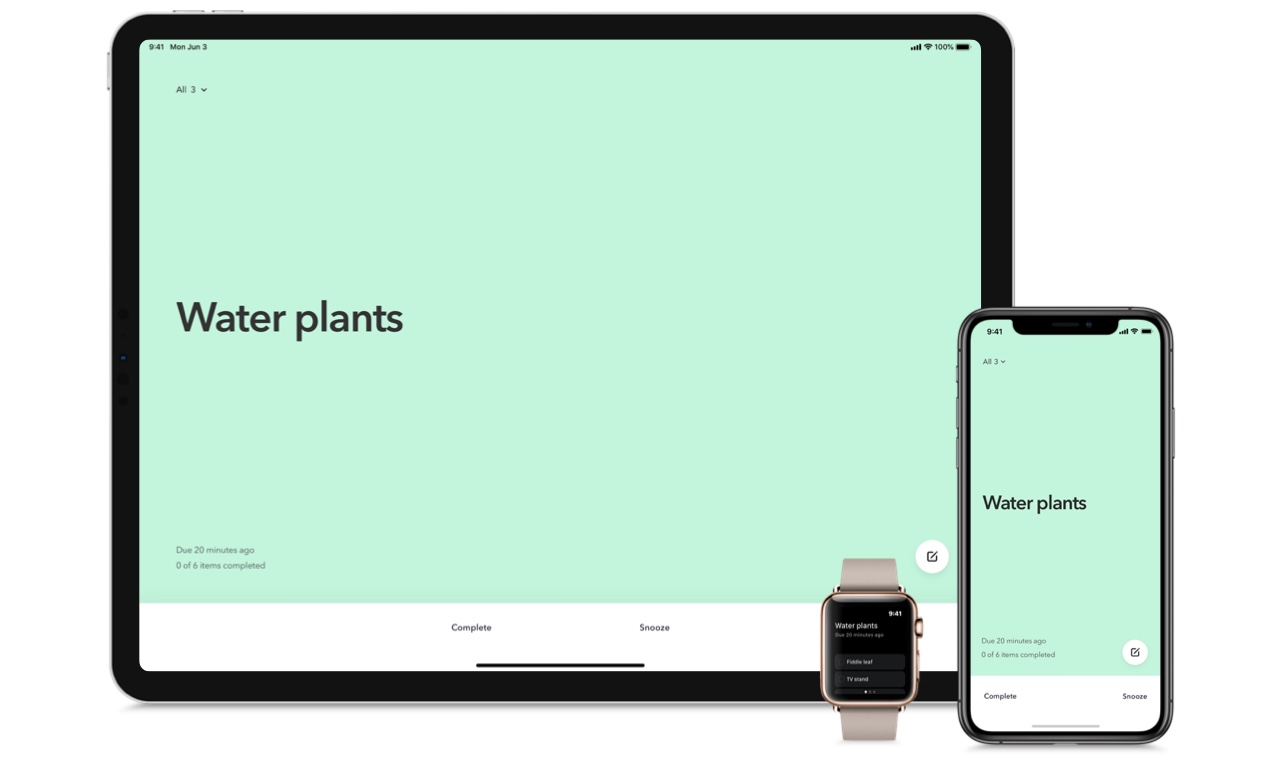 9:41 Mon Jun 3
100%
All 3
Water plants
Due 20 minutes ago
0 of 6 items completed
Complete
Snooze
9:41
Water plants
Due 20 minutes ago
Fiddle leaf
TV stand
9:41
All 3
Water plants
Due 20 minutes ago
0 of 6 items completed
Complete
Snooze